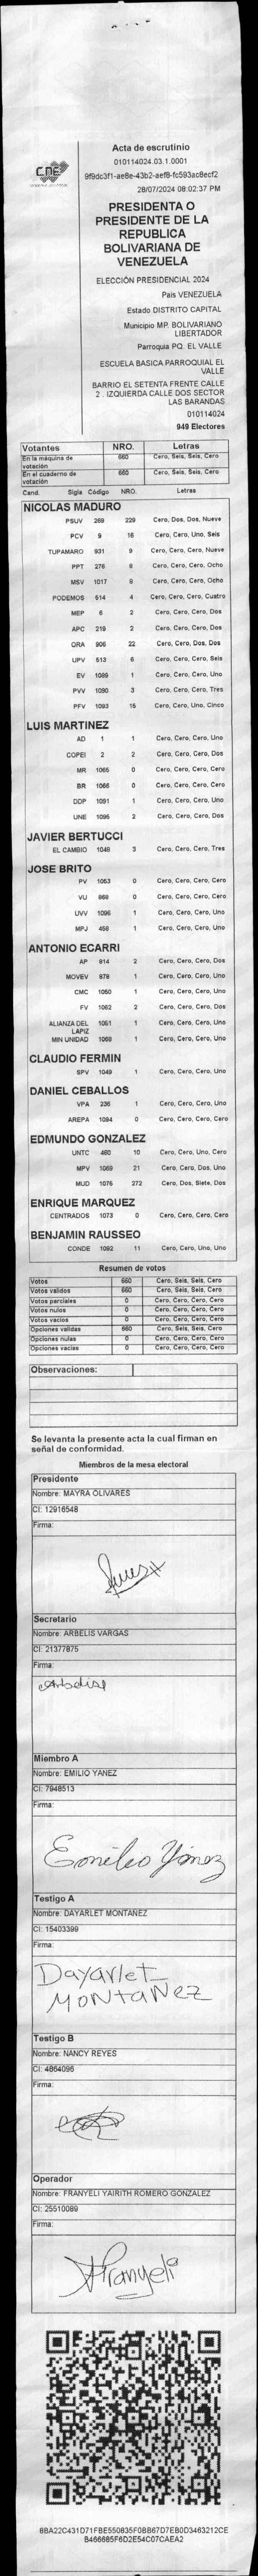 CNE
Acta de escrutinio
010114024.03.1.0001
9f9dc3f1-ae8e-43b2-aef8-fc593ac8ecf2
28/07/2024 08:02:37 PM
PRESIDENTA O
PRESIDENTE DE LA
REPUBLICA
BOLIVARIANA DE
VENEZUELA
ELECCIÓN PRESIDENCIAL 2024
Pais VENEZUELA
Estado DISTRITO CAPITAL
Municipio MP. BOLIVARIANO
LIBERTADOR
Parroquia PQ. EL VALLE
ESCUELA BASICA PARROQUIAL EL
VALLE
BARRIO EL SETENTA FRENTE CALLE
2 . IZQUIERDA CALLE DOS SECTOR
LAS BARANDAS
010114024
949 Electores
Votantes NRO. Letras
En la máquina de votación 660 Cero, Seis, Seis, Cero
En el cuaderno de votación 660 Cero, Seis, Seis, Cero
Cand. Sigla Código NRO. Letras
NICOLAS MADURO
PSUV 269 229 Cero, Dos, Dos, Nueve
PCV 9 16 Cero, Cero, Uno, Seis
TUPAMARO 931 9 Cero, Cero, Cero, Nueve
PPT 276 8 Cero, Cero, Cero, Ocho
MSV 1017 8 Cero, Cero, Cero, Ocho
PODEMOS 514 4 Cero, Cero, Cero, Cuatro
MEP 6 2 Cero, Cero, Cero, Dos
APC 219 2 Cero, Cero, Cero, Dos
ORA 906 22 Cero, Cero, Dos, Dos
UPV 513 6 Cero, Cero, Cero, Seis
EV 1089 1 Cero, Cero, Cero, Uno
PVV 1090 3 Cero, Cero, Cero, Tres
PFV 1093 15 Cero, Cero, Uno, Cinco
LUIS MARTINEZ
AD 1 1 Cero, Cero, Cero, Uno
COPEI 2 2 Cero, Cero, Cero, Dos
MR 1065 0 Cero, Cero, Cero, Cero
BR 1066 0 Cero, Cero, Cero, Cero
DDP 1091 1 Cero, Cero, Cero, Uno
UNE 1095 2 Cero, Cero, Cero, Dos
JAVIER BERTUCCI
EL CAMBIO 1048 3 Cero, Cero, Cero, Tres
JOSE BRITO
PV 1053 0 Cero, Cero, Cero, Cero
VU 868 0 Cero, Cero, Cero, Cero
UVV 1096 1 Cero, Cero, Cero, Uno
MPJ 458 1 Cero, Cero, Cero, Uno
ANTONIO ECARRI
AP 914 2 Cero, Cero, Cero, Dos
MOVEV 978 1 Cero, Cero, Cero, Uno
CMC 1050 1 Cero, Cero, Cero, Uno
FV 1062 2 Cero, Cero, Cero, Dos
ALIANZA DEL LAPIZ 1051 1 Cero, Cero, Cero, Uno
MIN UNIDAD 1068 1 Cero, Cero, Cero, Uno
CLAUDIO FERMIN
SPV 1049 1 Cero, Cero, Cero, Uno
DANIEL CEBALLOS
VPA 236 1 Cero, Cero, Cero, Uno
AREPA 1094 0 Cero, Cero, Cero, Cero
EDMUNDO GONZALEZ
UNTC 460 10 Cero, Cero, Uno, Cero
MPV 1069 21 Cero, Cero, Dos, Uno
MUD 1075 272 Cero, Dos, Siete, Dos
ENRIQUE MARQUEZ
CENTRADOS 1073 0 Cero, Cero, Cero, Cero
BENJAMIN RAUSSEO
CONDE 1092 11 Cero, Cero, Uno, Uno
Resumen de votos
Votos 660 Cero, Seis, Seis, Cero
Votos validos 660 Cero, Seis, Seis, Cero
Votos parciales 0 Cero, Cero, Cero, Cero
Votos nulos 0 Cero, Cero, Cero, Cero
Votos vacios 0 Cero, Cero, Cero, Cero
Opciones validas 660 Cero, Seis, Seis, Cero
Opciones nulas 0 Cero, Cero, Cero, Cero
Opciones vacias 0 Cero, Cero, Cero, Cero
Observaciones:
Se levanta la presente acta la cual firman en
señal de conformidad.
Miembros de la mesa electoral
Presidente
Nombre: MAYRA OLIVARES
CI: 12916548
Firma:
Secretario
Nombre: ARBELIS VARGAS
CI: 21377875
Firma:
Miembro A
Nombre: EMILIO YANEZ
CI: 7948513
Firma:
Emilio Yánez
Testigo A
Nombre: DAYARLET MONTANEZ
CI: 15403399
Firma:
Dayarlet
MONTAÑEZ
Testigo B
Nombre: NANCY REYES
CI: 4864096
Firma:
Operador
Nombre: FRANYELI YAIRITH ROMERO GONZALEZ
CI: 25510089
Firma:
Franyeli
8BA22C431D71FBE550835F0BB67D7EB0D3463212CE
B466685F6D2E54C07CAEA2